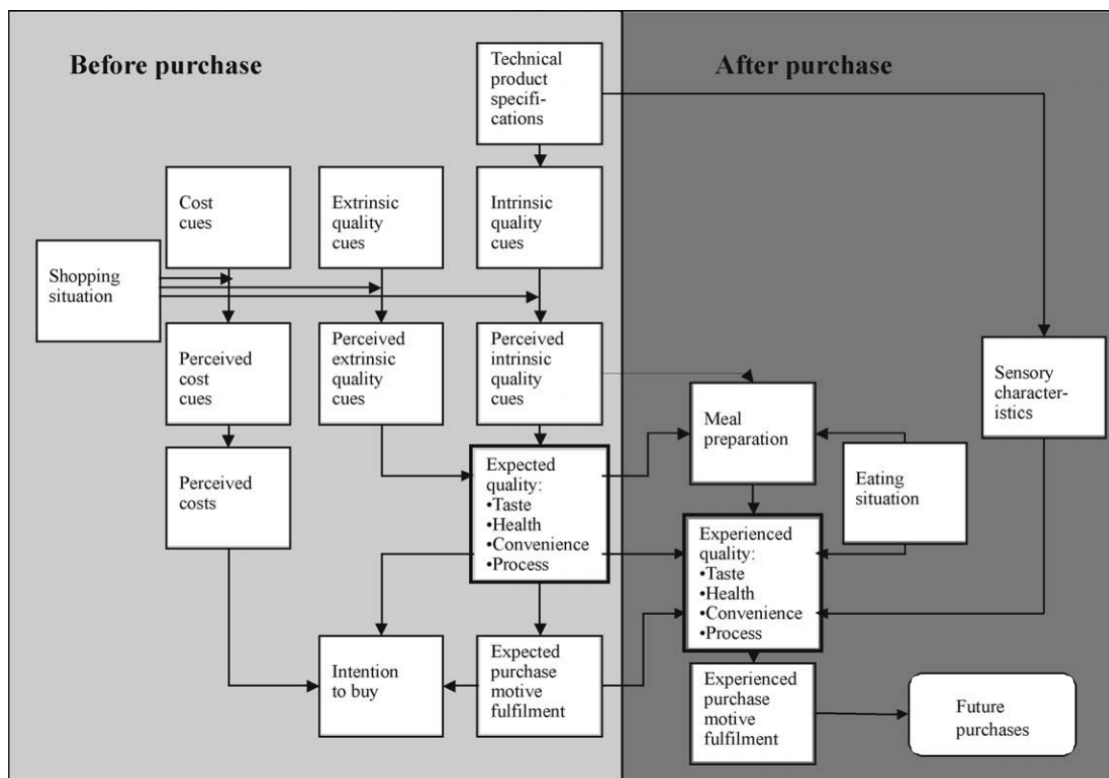 Before purchase
After purchase
Technical
product
specifi-
cations
Cost
cues
Extrinsic
quality
cues
Intrinsic
quality
cues
Shopping
situation
Perceived
cost
cues
Perceived
extrinsic
quality
cues
Perceived
intrinsic
quality
cues
Sensory
character-
istics
Meal
preparation
Perceived
costs
Expected
quality:
•Taste
•Health
•Convenience
•Process
Eating
situation
Experienced
quality:
•Taste
•Health
•Convenience
•Process
Intention
to buy
Expected
purchase
motive
fulfilment
Experienced
purchase
motive
fulfilment
Future
purchases